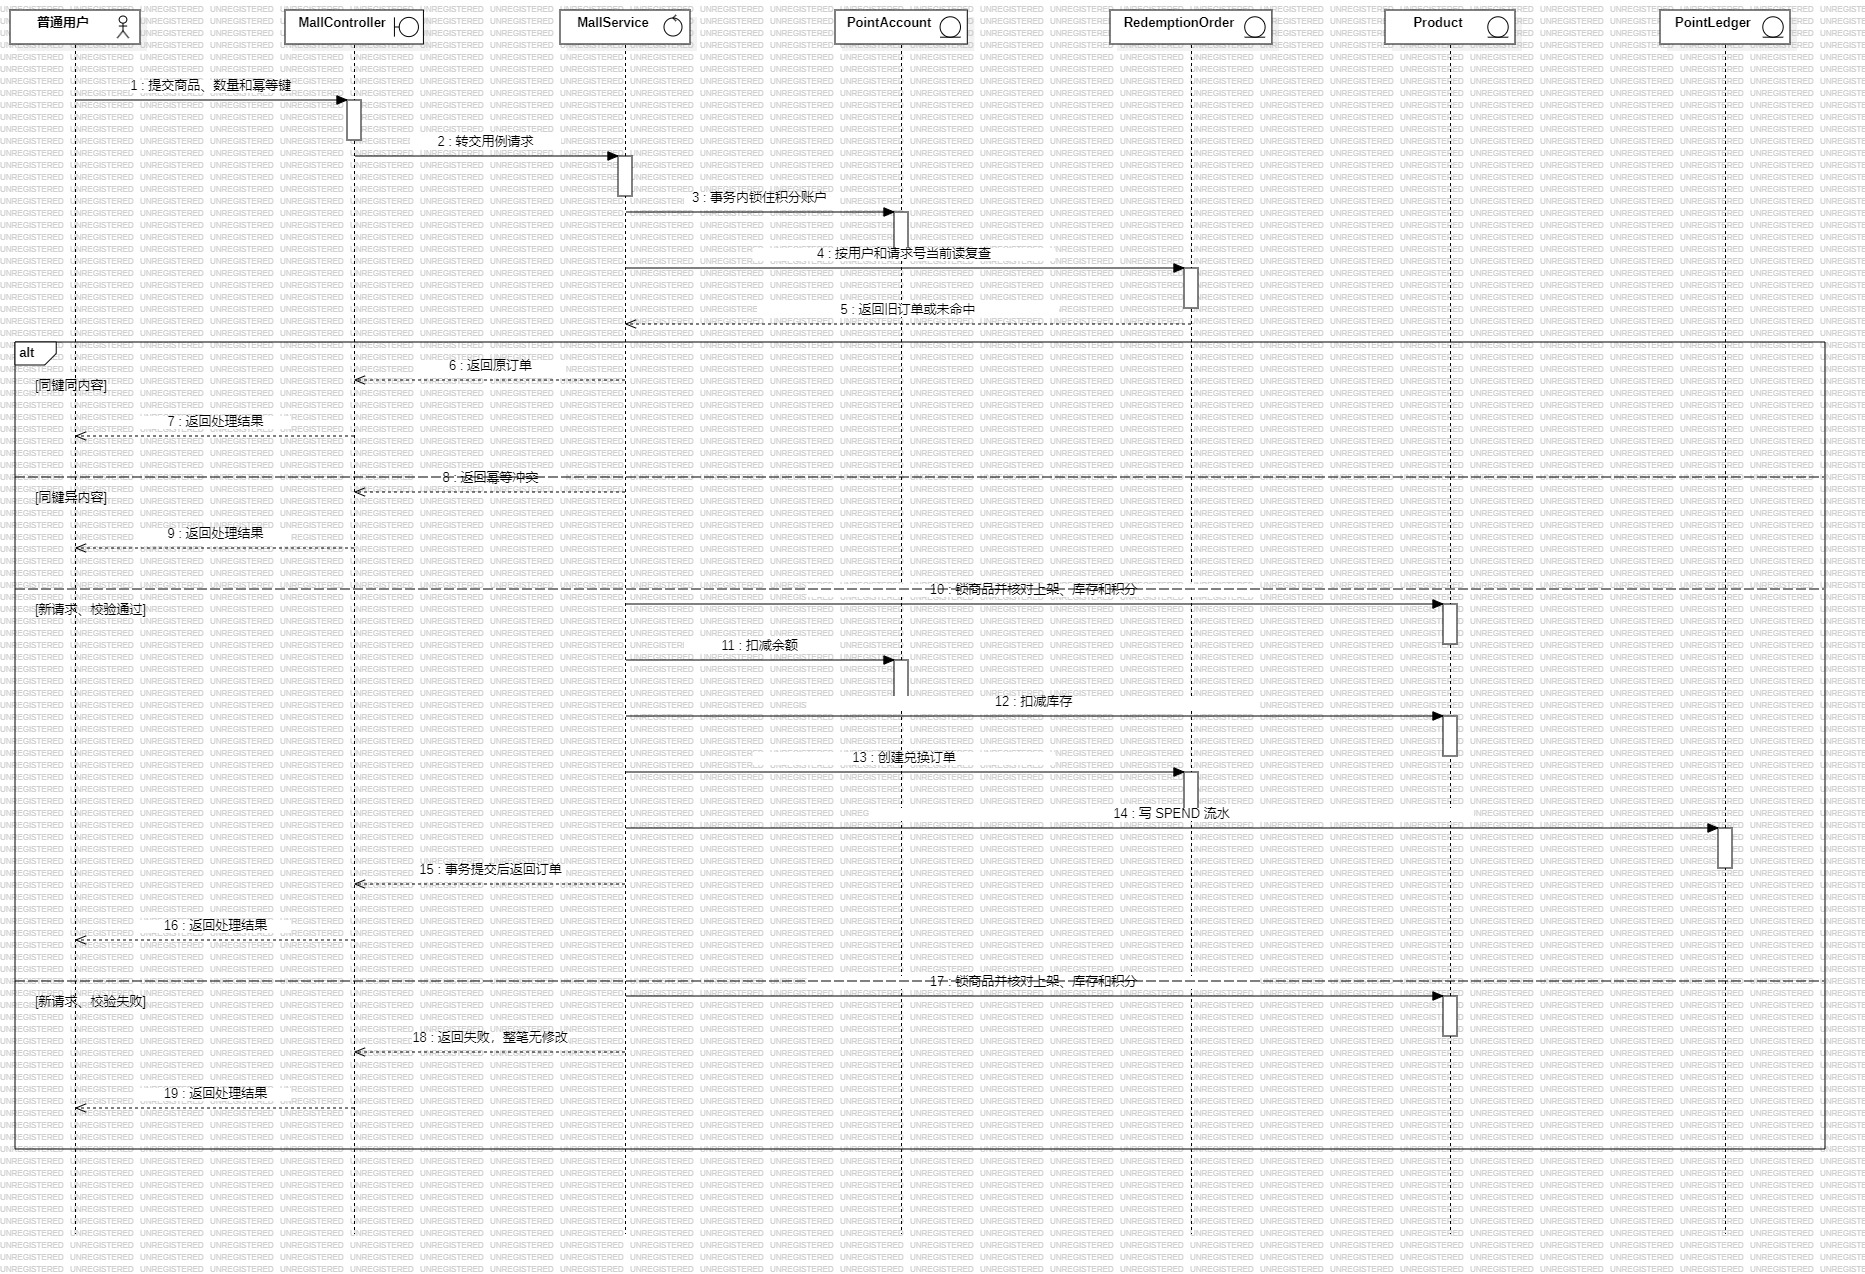 普通用户
MallController
MallService
PointAccount
RedemptionOrder
Product
PointLedger
1 : 提交商品、数量和幂等键
2 : 转交用例请求
3 : 事务内锁住积分账户
4 : 按用户和请求号当前读复查
5 : 返回旧订单或未命中
alt
6 : 返回原订单
[同键同内容]
7 : 返回处理结果
8 : 返回幂等冲突
[同键异内容]
9 : 返回处理结果
10 : 锁商品并核对上架、库存和积分
[新请求、校验通过]
11 : 扣减余额
12 : 扣减库存
13 : 创建兑换订单
14 : 写 SPEND 流水
15 : 事务提交后返回订单
16 : 返回处理结果
17 : 锁商品并核对上架、库存和积分
[新请求、校验失败]
18 : 返回失败，整笔无修改
19 : 返回处理结果
UNREGISTERED